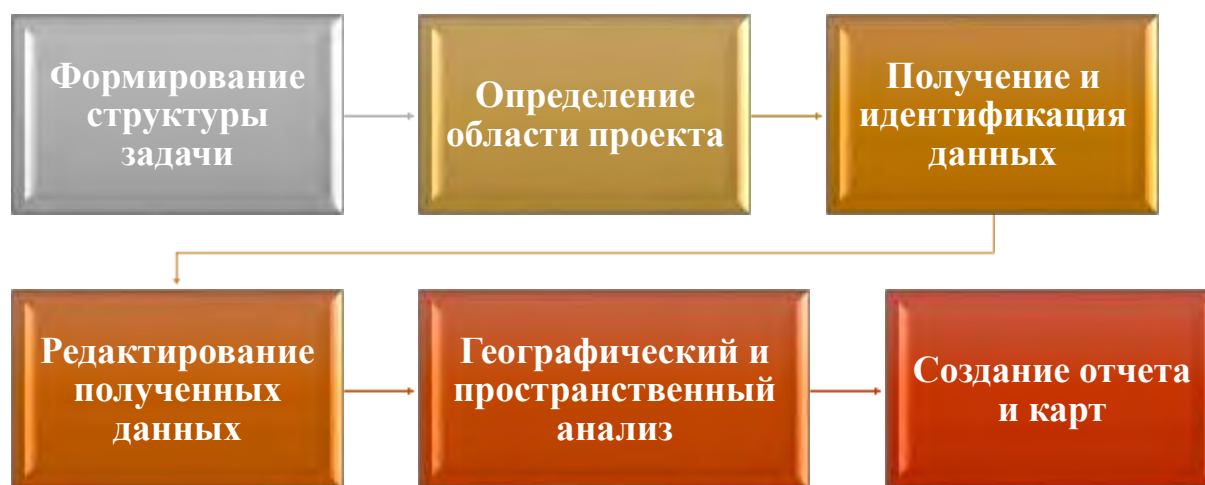 Формирование
структуры
задачи
Определение
области проекта
Получение и
идентификация
данных
Редактирование
полученных
данных
Географический и
пространственный
анализ
Создание отчета
и карт